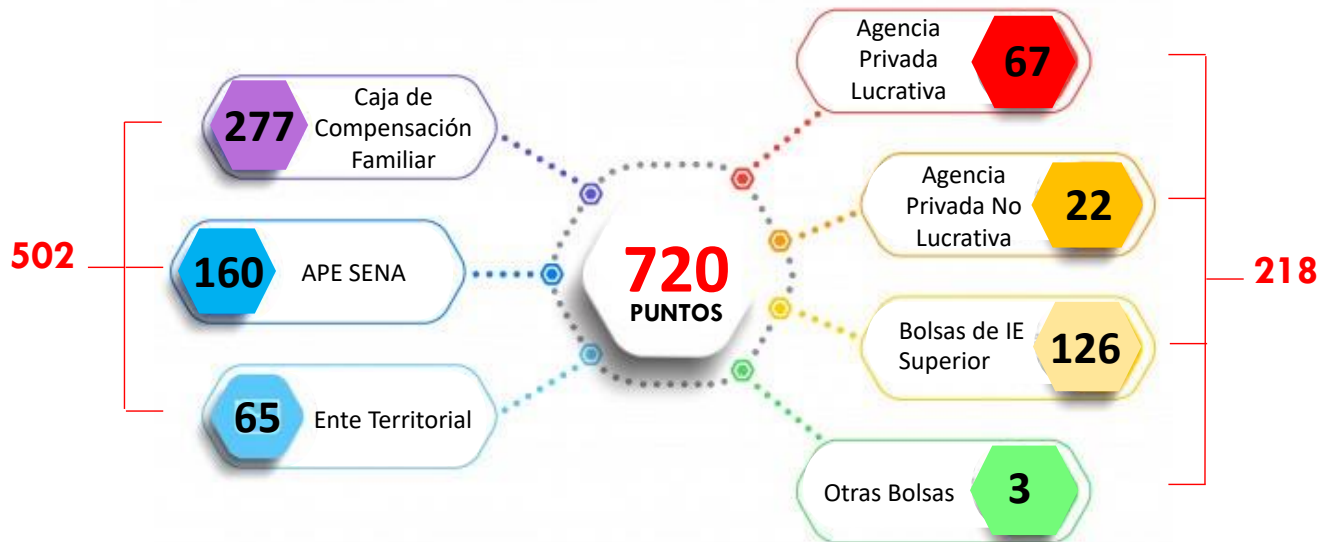 502
277
Caja de
Compensación
Familiar
160
APE SENA
65
Ente Territorial
720
PUNTOS
Agencia
Privada
Lucrativa
67
Agencia
Privada No
Lucrativa
22
Bolsas de IE
Superior
126
Otras Bolsas
3
218